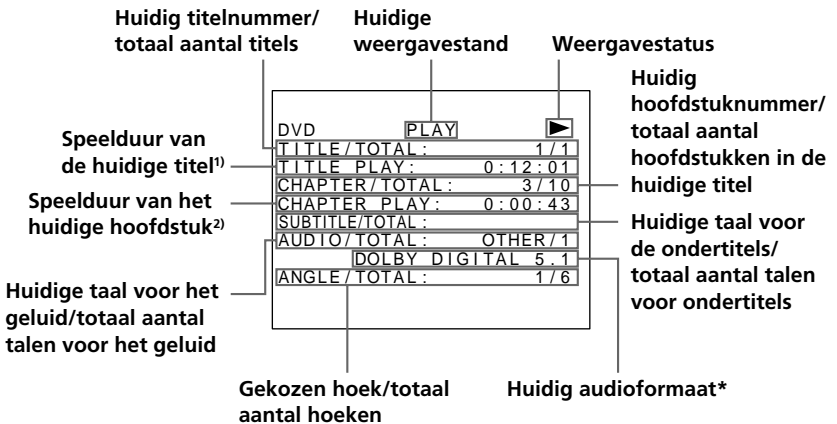 Huidig titelnummer/
totaal aantal titels
Huidige
weergavestand
Weergavestatus
Huidig
hoofdstuknummer/
totaal aantal
hoofdstukken in de
huidige titel
Speelduur van
de huidige titel1)
Speelduur van het
huidige hoofdstuk2)
Huidige taal voor het
geluid/totaal aantal
talen voor het geluid
DVD PLAY
TITLE/TOTAL: 1/1
TITLE PLAY: 0:12:01
CHAPTER/TOTAL: 3/10
CHAPTER PLAY: 0:00:43
SUBTITLE/TOTAL:
AUDIO/TOTAL: OTHER/1
DOLBY DIGITAL 5.1
ANGLE/TOTAL: 1/6
Huidige taal voor
de ondertitels/
totaal aantal talen
voor ondertitels
Gekozen hoek/totaal
aantal hoeken
Huidig audioformaat*